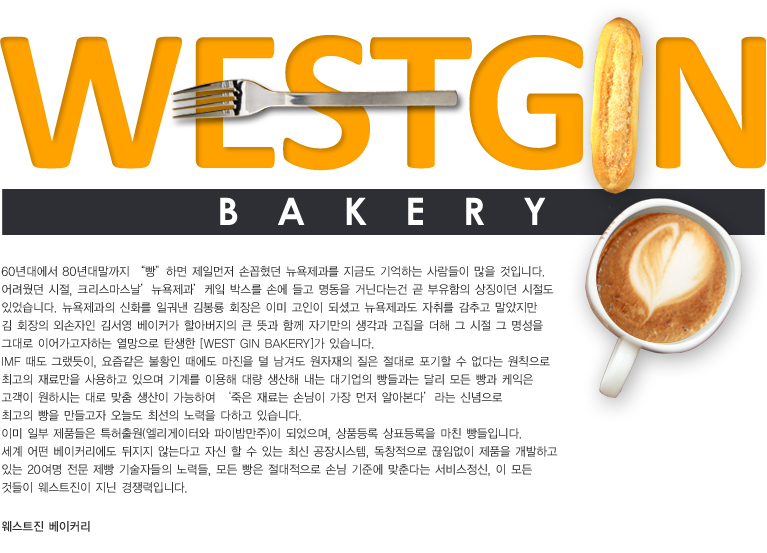 WESTGIN
BAKERY
60년대에서 80년대말까지 “빵” 하면 제일먼저 손꼽혔던 뉴욕제과를 지금도 기억하는 사람들이 많을 것입니다.
어려웠던 시절, 크리스마스날’ 뉴욕제과’ 케잌 박스를 손에 들고 명동을 거닌다는건 곧 부유함의 상징이던 시절도
있었습니다. 뉴욕제과의 신화를 일궈낸 김봉룡 회장은 이미 고인이 되셨고 뉴욕제과도 자취를 감추고 말았지만
김 회장의 외손자인 김서영 베이커가 할아버지의 큰 뜻과 함께 자기만의 생각과 고집을 더해 그 시절 그 명성을
그대로 이어가고자하는 열망으로 탄생한 [WEST GIN BAKERY]가 있습니다.
IMF 때도 그랬듯이, 요즘같은 불황인 때에도 마진을 덜 남겨도 원자재의 질은 절대로 포기할 수 없다는 원칙으로
최고의 재료만을 사용하고 있으며 기계를 이용해 대량 생산해 내는 대기업의 빵들과는 달리 모든 빵과 케잌은
고객이 원하시는 대로 맞춤 생산이 가능하여 ‘죽은 재료는 손님이 가장 먼저 알아본다’ 라는 신념으로
최고의 빵을 만들고자 오늘도 최선의 노력을 다하고 있습니다.
이미 일부 제품들은 특허출원(엘리게이터와 파이밤만주)이 되었으며, 상품등록 상표등록을 마친 빵들입니다.
세계 어떤 베이커리에도 뒤지지 않는다고 자신 할 수 있는 최신 공장시스템, 독창적으로 끊임없이 제품을 개발하고
있는 20여명 전문 제빵 기술자들의 노력들, 모든 빵은 절대적으로 손님 기준에 맞춘다는 서비스정신, 이 모든
것들이 웨스트진이 지닌 경쟁력입니다.
웨스트진 베이커리